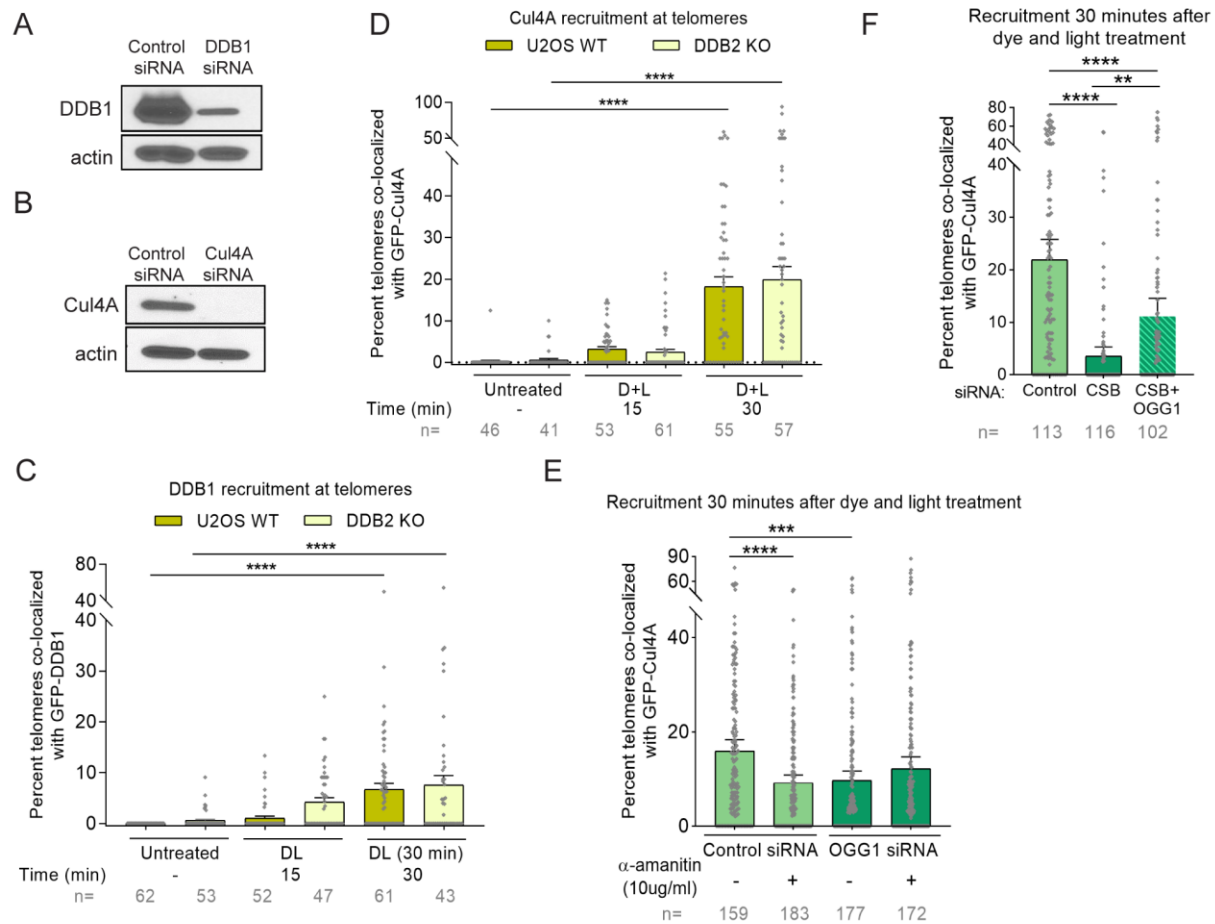 A
Control DDB1
siRNA siRNA
DDB1
actin
B
Control Cul4A
siRNA siRNA
Cul4A
actin
C
DDB1 recruitment at telomeres
U2OS WT DDB2 KO
****
****
Percent telomeres co-localized
with GFP-DDB1
80
40
30
20
10
0
Untreated DL DL (30 min)
Time (min) - 15 30
n= 62 53 52 47 61 43
D
Cul4A recruitment at telomeres
U2OS WT DDB2 KO
****
****
Percent telomeres co-localized
with GFP-Cul4A
100
50
40
30
20
10
0
Untreated D+L D+L
Time (min) - 15 30
n= 46 41 53 61 55 57
E
Recruitment 30 minutes after dye and light treatment
***
****
Percent telomeres co-localized
with GFP-Cul4A
90
60
40
20
0
Control siRNA OGG1 siRNA
α-amanitin
(10ug/ml) - + - +
n= 159 183 177 172
F
Recruitment 30 minutes after
dye and light treatment
****
**
****
Percent telomeres co-localized
with GFP-Cul4A
80
60
40
30
20
10
0
siRNA: Control CSB CSB+
OGG1
n= 113 116 102